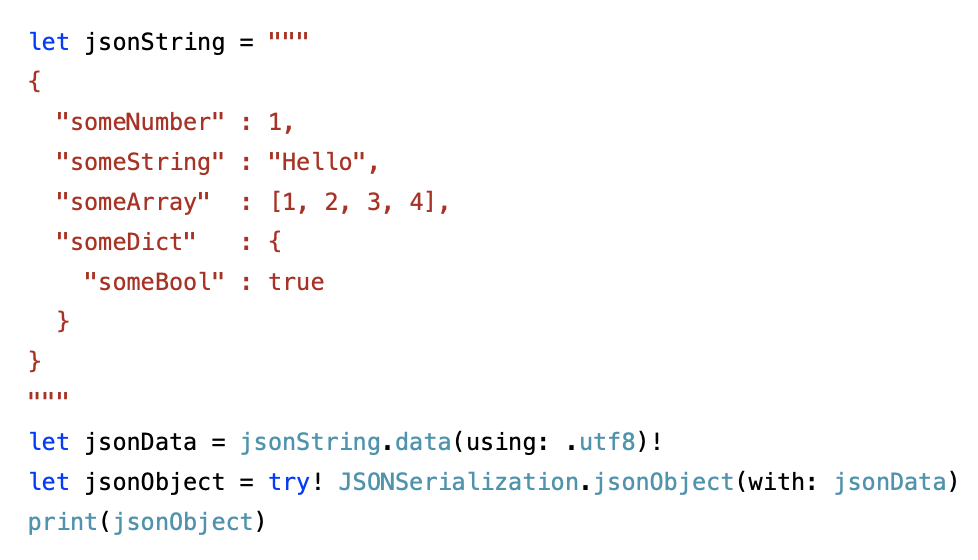 let jsonString = """
{
  "someNumber" : 1,
  "someString" : "Hello",
  "someArray"  : [1, 2, 3, 4],
  "someDict"   : {
    "someBool" : true
  }
}
"""
let jsonData = jsonString.data(using: .utf8)!
let jsonObject = try! JSONSerialization.jsonObject(with: jsonData)
print(jsonObject)